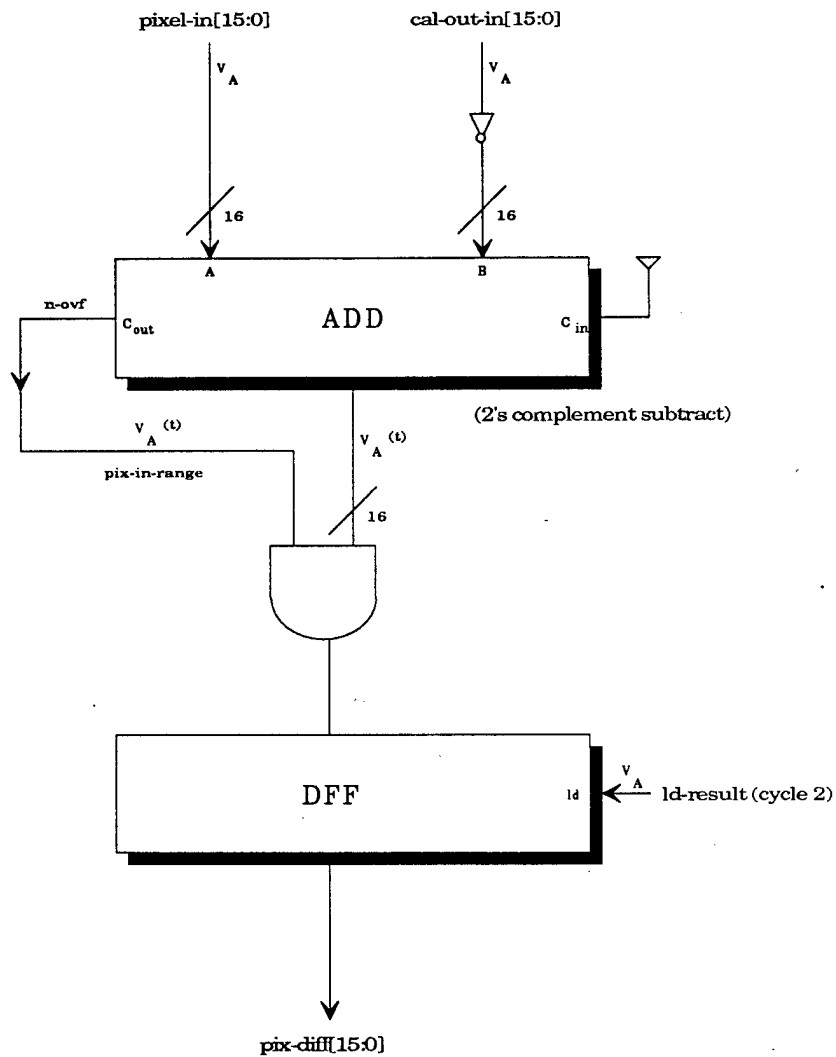 pixel-in[15:0]
cal-out-in[15:0]
V A
V A
16
16
A
B
n-ovf
C out
ADD
C in
(2's complement subtract)
V A (t)
V A (t)
pix-in-range
16
DFF
ld
V A
ld-result (cycle 2)
pix-diff[15:0]